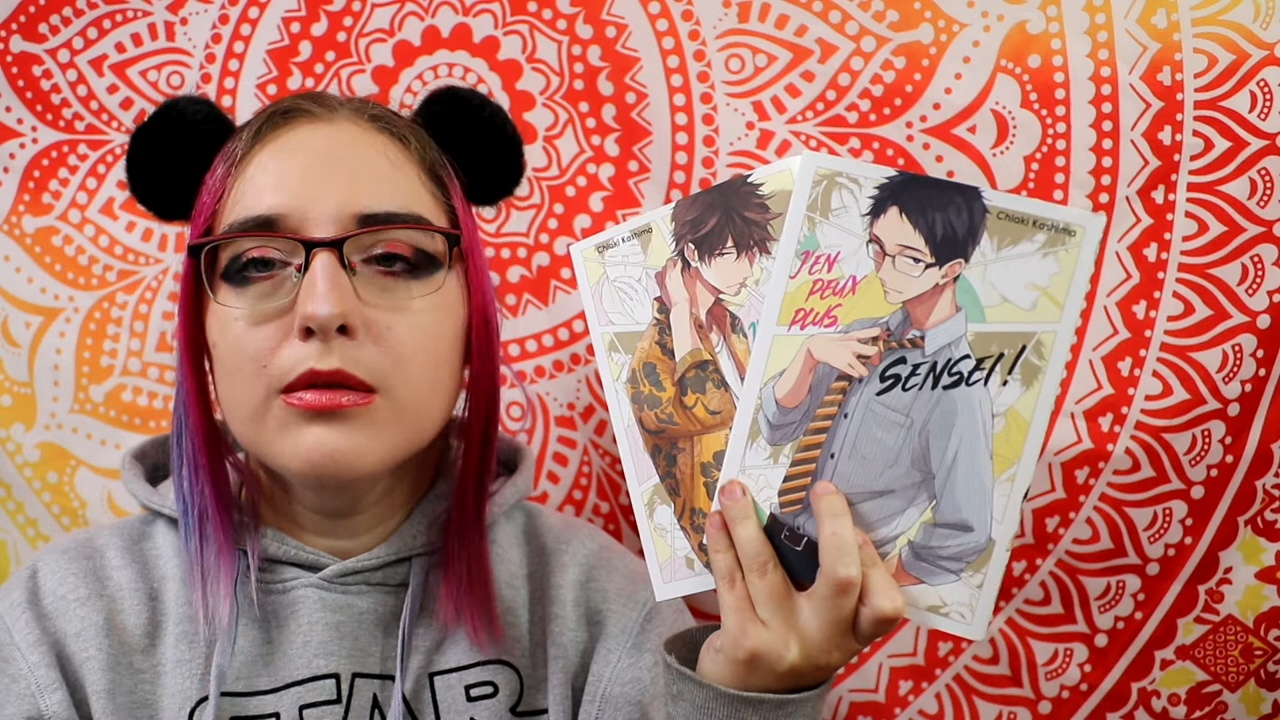 Chiaki Kashima
Chiaki Kashima
J'EN
PEUX
PLUS,
SENSEI!
STAR